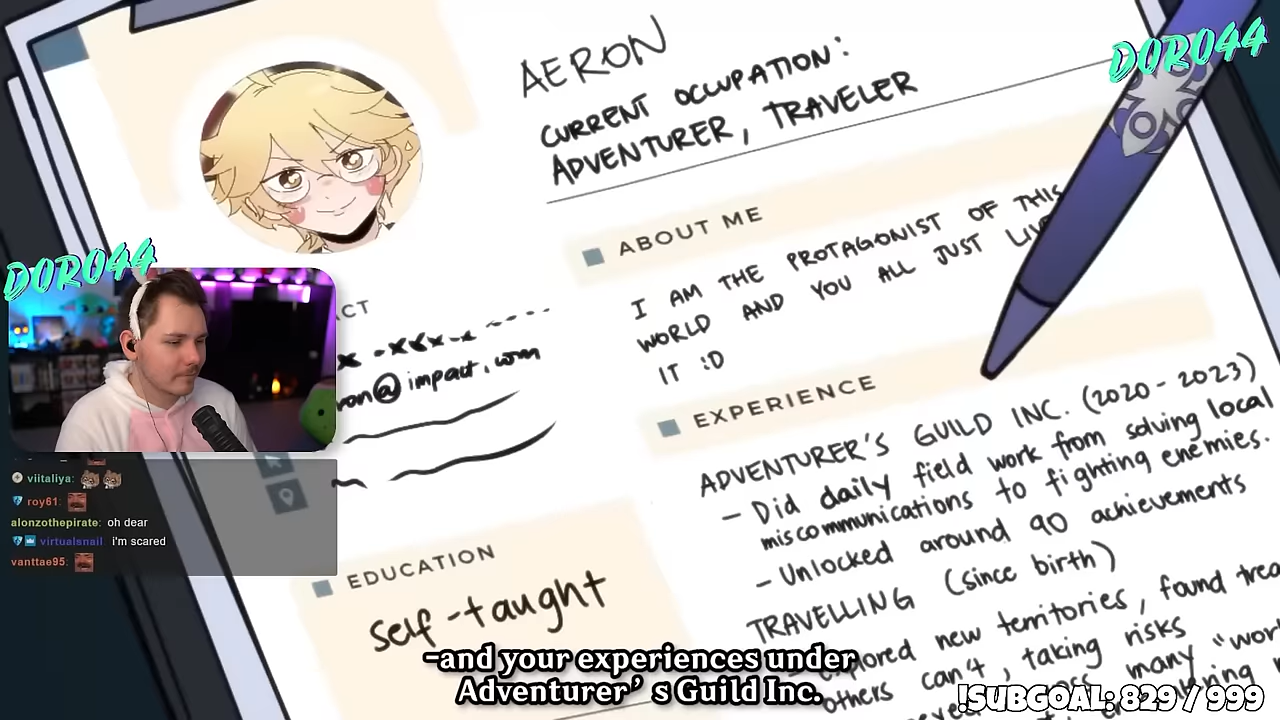 AERON
CURRENT OCCUPATION:
ADVENTURER, TRAVELER
DORO44
ABOUT ME
I AM THE PROTAGONIST OF THIS
WORLD AND YOU ALL JUST
IT :D
EXPERIENCE
ADVENTURER'S GUILD INC. (2020 - 2023)
- Did daily field work from solving local
miscommunications to fighting enemies.
- Unlocked around 90 achievements
TRAVELLING (since birth)
new territories, found
others can't, taking risks
many
DORO44
@impact.
EDUCATION
self-taught
viitaliya:
roy61:
alonzothepirate: oh dear
virtualsnail i'm scared
vanttae95:
-and your experiences under
Adventurer's Guild Inc.
!SUBGOAL: 829 / 999